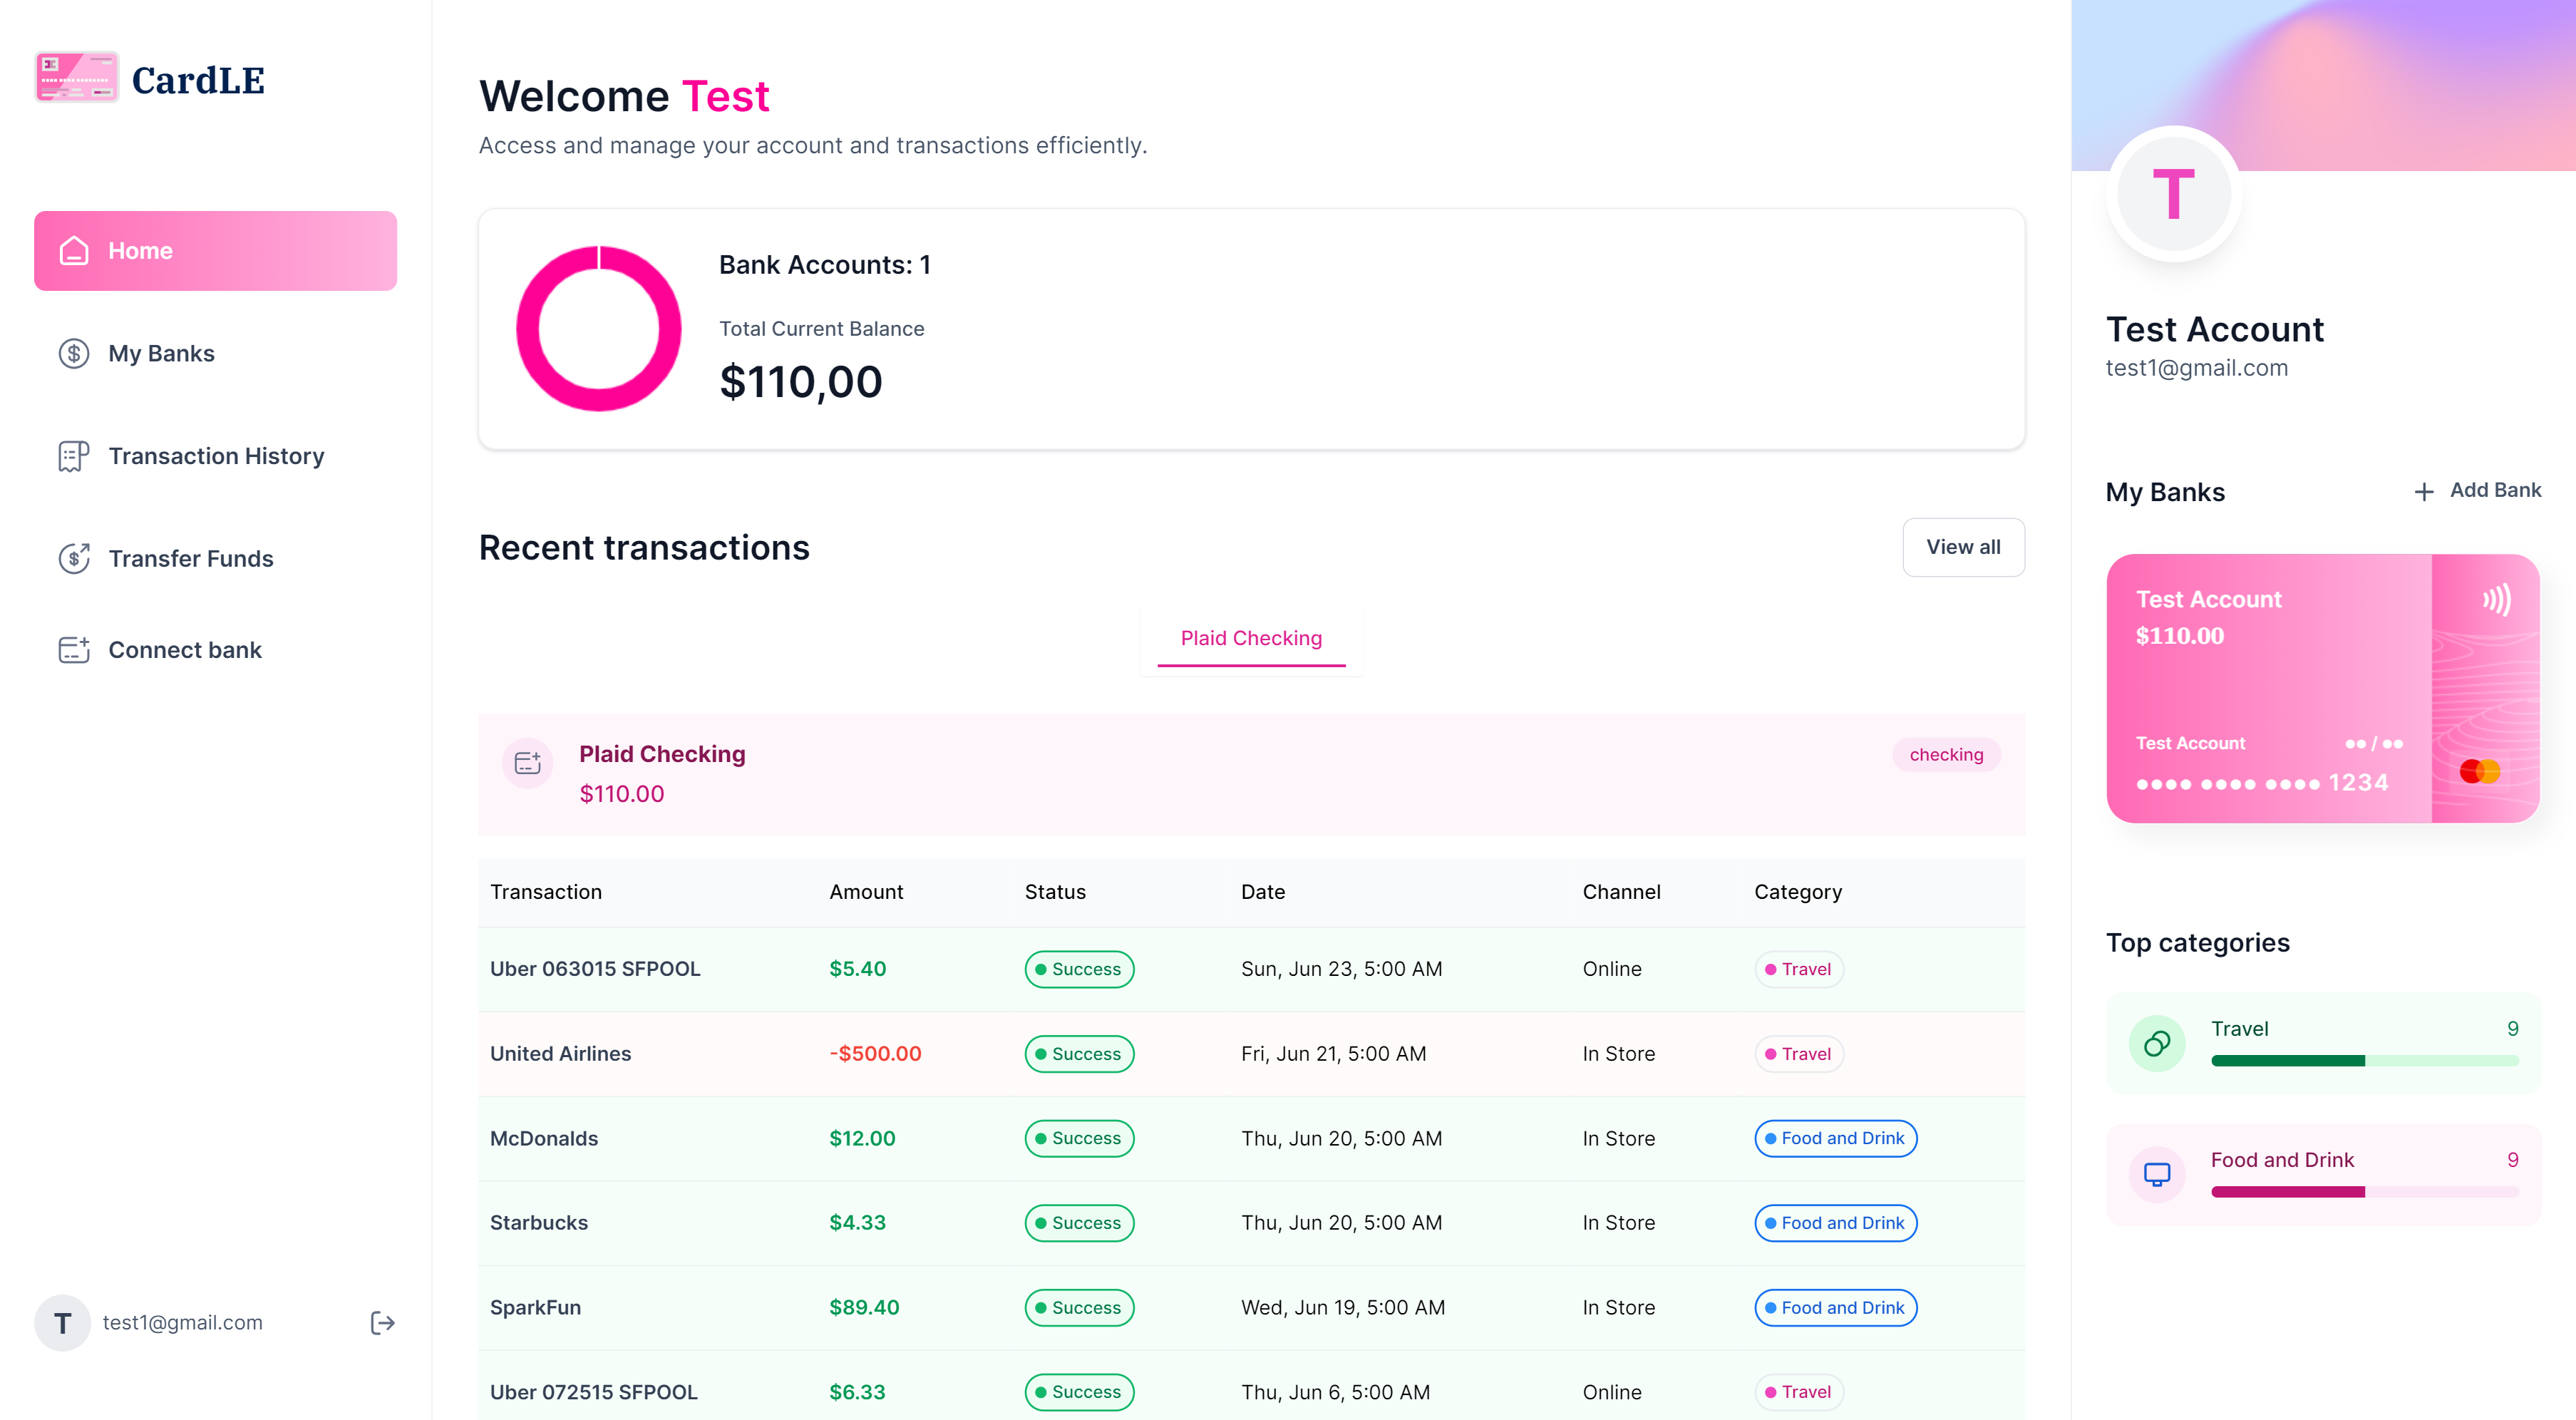 CardLE
Home
My Banks
Transaction History
Transfer Funds
Connect bank
T
test1@gmail.com
Welcome Test
Access and manage your account and transactions efficiently.
Bank Accounts: 1
Total Current Balance
$110,00
Recent transactions
View all
Plaid Checking
Plaid Checking
$110.00
checking
Transaction Amount Status Date Channel Category
Uber 063015 SFPOOL $5.40 Success Sun, Jun 23, 5:00 AM Online Travel
United Airlines -$500.00 Success Fri, Jun 21, 5:00 AM In Store Travel
McDonalds $12.00 Success Thu, Jun 20, 5:00 AM In Store Food and Drink
Starbucks $4.33 Success Thu, Jun 20, 5:00 AM In Store Food and Drink
SparkFun $89.40 Success Wed, Jun 19, 5:00 AM In Store Food and Drink
Uber 072515 SFPOOL $6.33 Success Thu, Jun 6, 5:00 AM Online Travel
T
Test Account
test1@gmail.com
My Banks
Add Bank
Test Account
$110.00
Test Account ●● / ●●
●●●● ●●●● ●●●● 1234
Top categories
Travel 9
Food and Drink 9